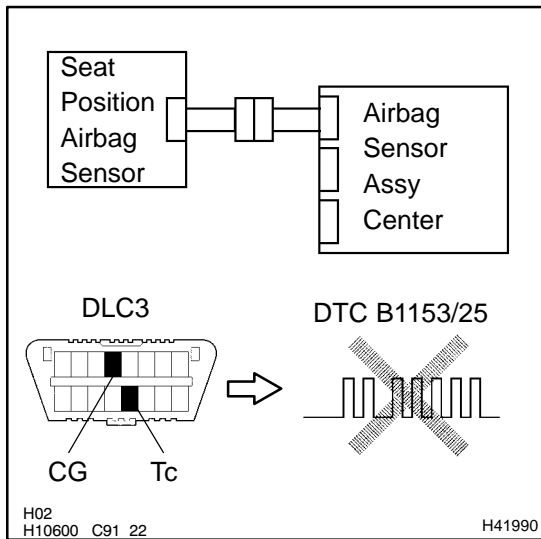 Seat
Position
Airbag
Sensor
Airbag
Sensor
Assy
Center
DLC3
DTC B1153/25
CG
Tc
H02
H10600 C91 22
H41990